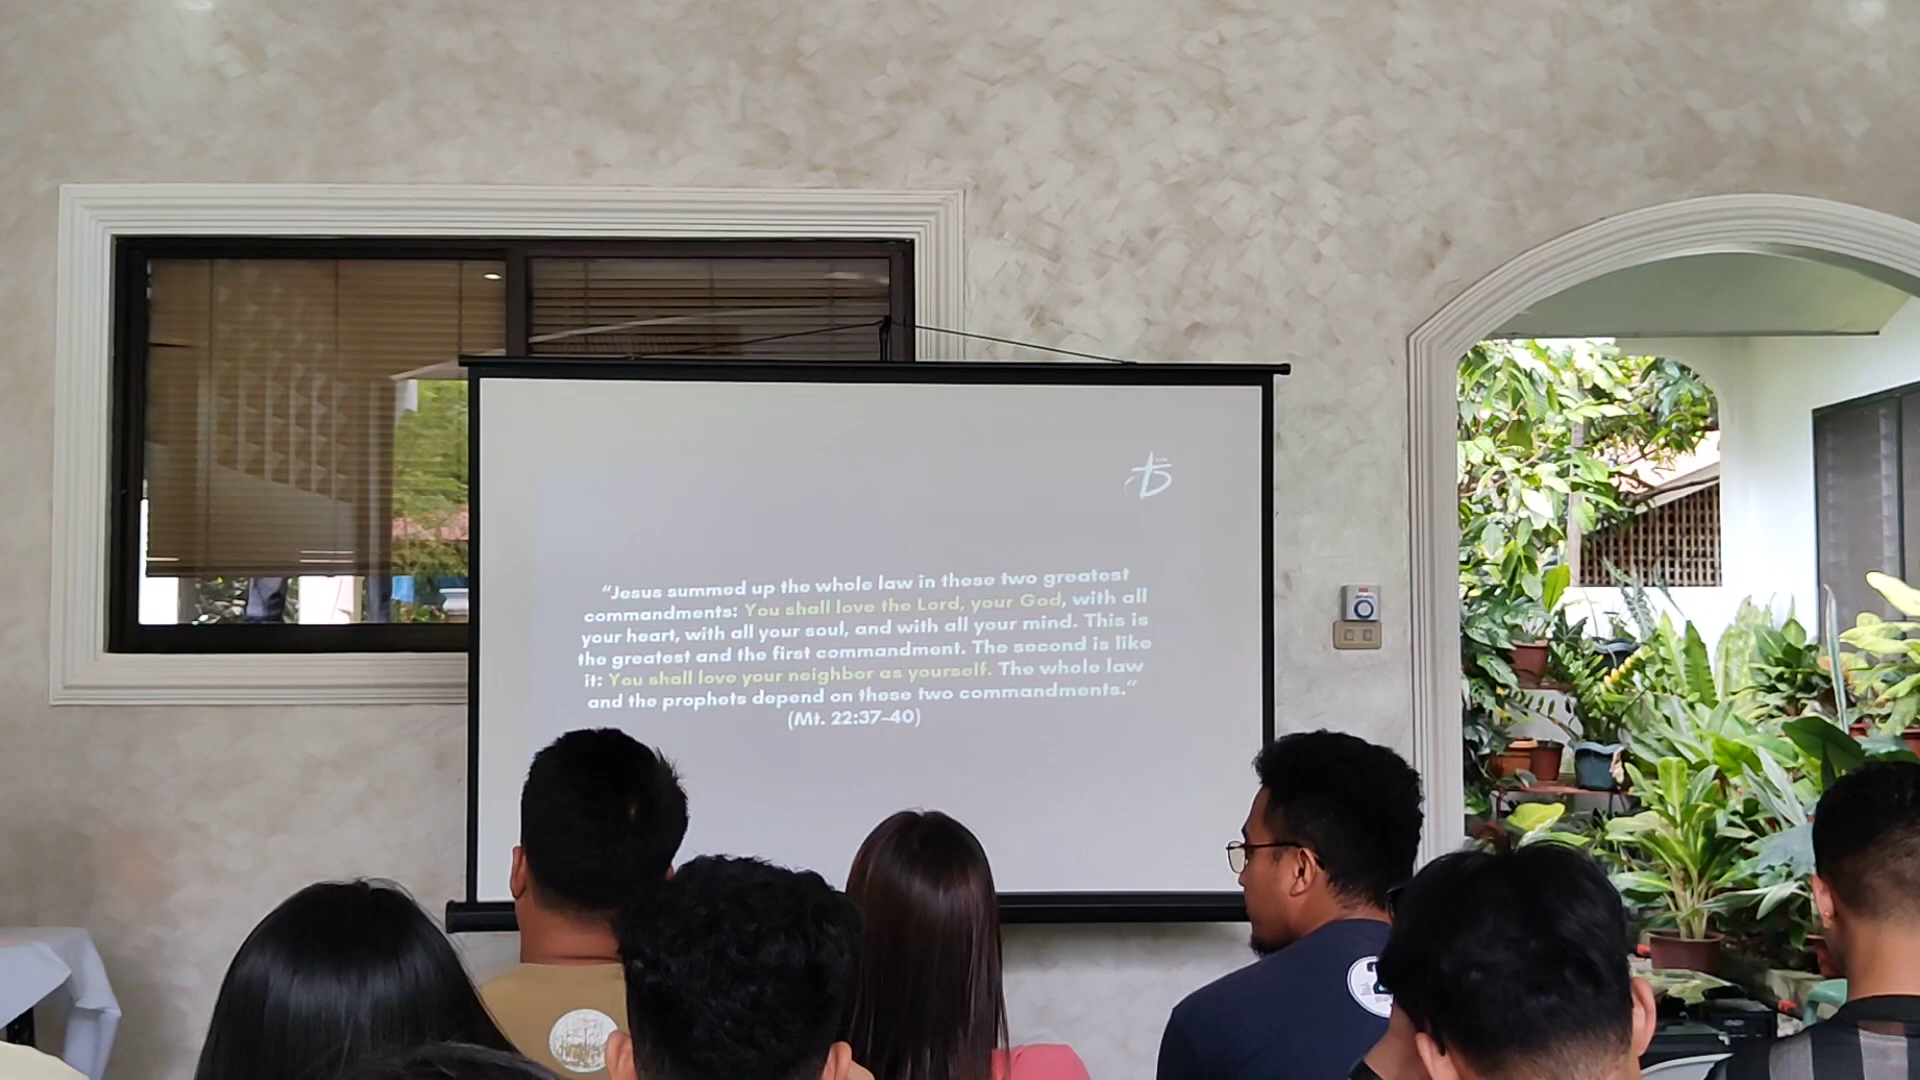 “Jesus summed up the whole law in these two greatest
commandments: You shall love the Lord, your God, with all
your heart, with all your soul, and with all your mind. This is
the greatest and the first commandment. The second is like
it: You shall love your neighbor as yourself. The whole law
and the prophets depend on these two commandments.”
(Mt. 22:37-40)